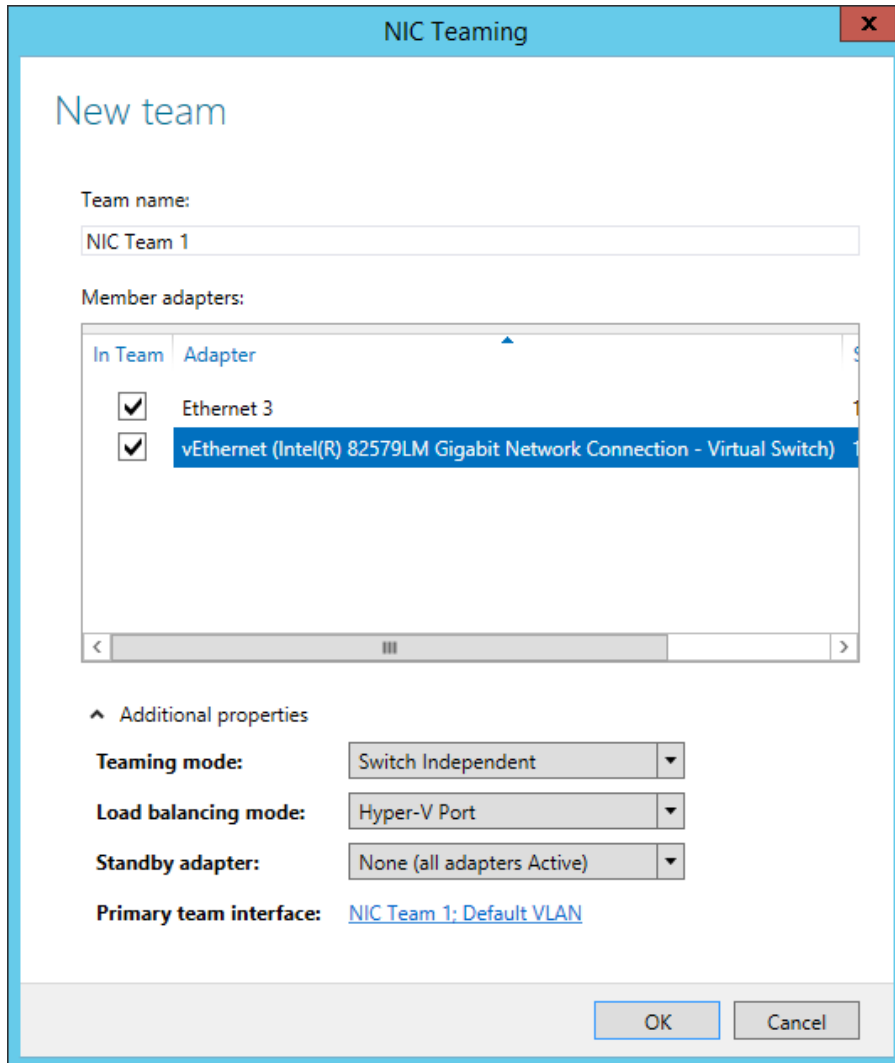 NIC Teaming
x
New team
Team name:
NIC Team 1
Member adapters:
In Team Adapter
Ethernet 3
vEthernet (Intel(R) 82579LM Gigabit Network Connection - Virtual Switch)
Additional properties
Teaming mode: Switch Independent
Load balancing mode: Hyper-V Port
Standby adapter: None (all adapters Active)
Primary team interface: NIC Team 1; Default VLAN
OK Cancel